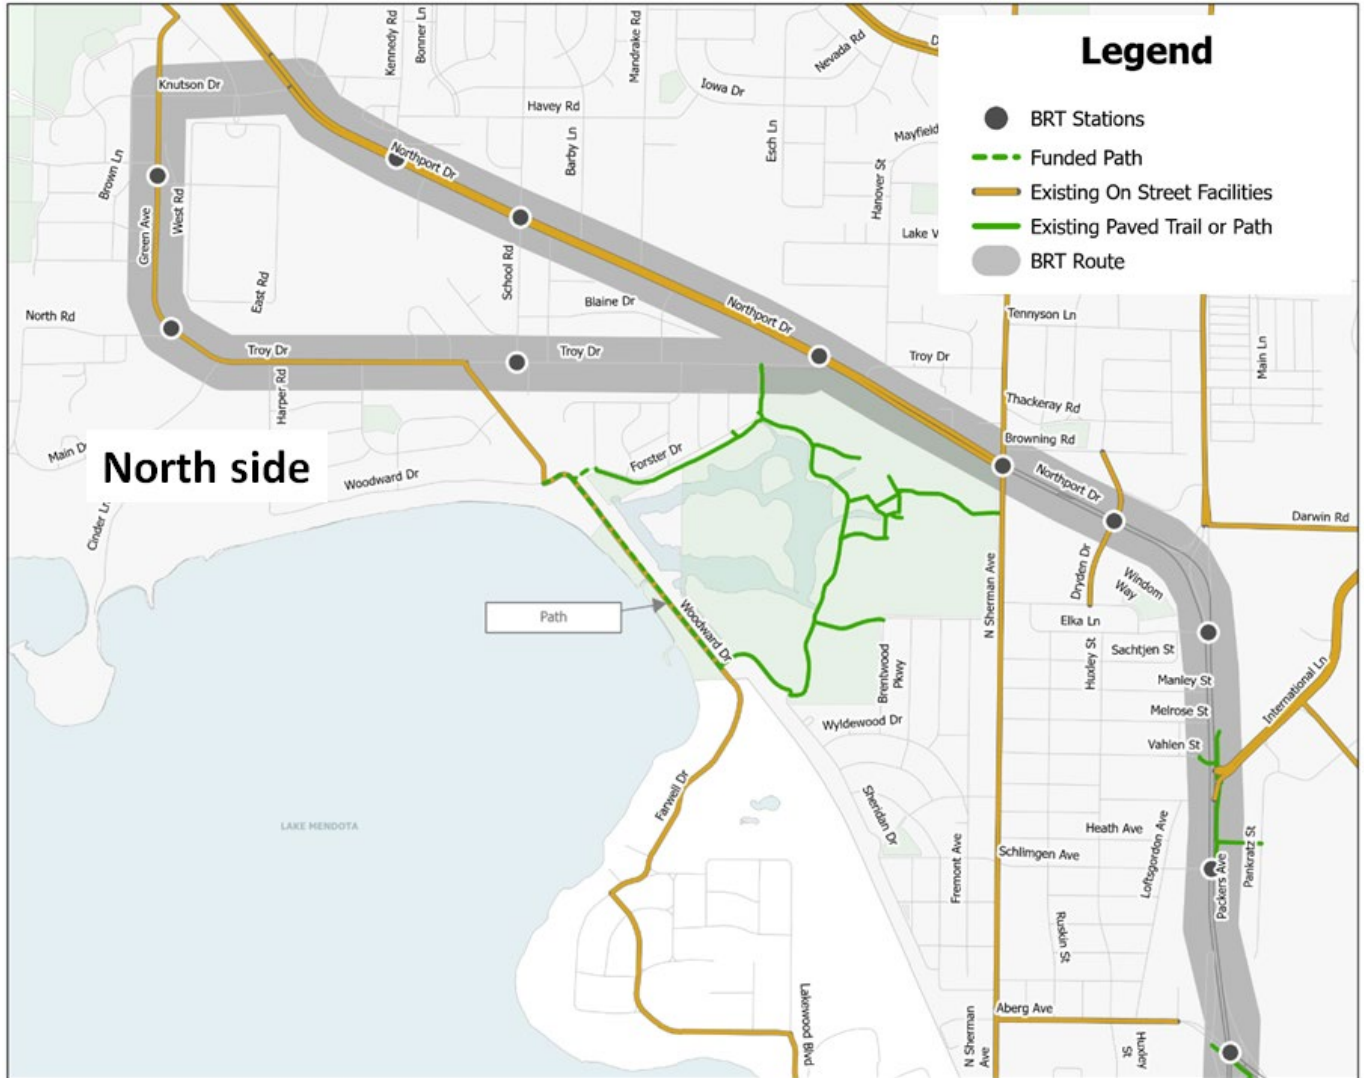 Legend
BRT Stations
Funded Path
Existing On Street Facilities
Existing Paved Trail or Path
BRT Route
Kennedy Rd
Bonner Ln
Mandrake Rd
Nevada Rd
D
Knutson Dr
Iowa Dr
Havey Rd
Esch Ln
Mayfield
Barby Ln
Northport Dr
Brown Ln
West Rd
Green Ave
Hanover St
Lake V
School Rd
East Rd
Blaine Dr
Northport Dr
North Rd
Tennyson Ln
Main Ln
Troy Dr
Troy Dr
Troy Dr
Harper Rd
Thackeray Rd
Browning Rd
Main D
North side
Woodward Dr
Forster Dr
Northport Dr
Cinder Ln
Darwin Rd
N Sherman Ave
Dryden Dr
Windom
Way
Path
Woodward Dr
Elka Ln
Huxley St
Sachtjen St
Brentwood
Pkwy
Manley St
International Ln
Melrose St
Wyldewood Dr
Vahlen St
Farwell Dr
Sheridan Dr
LAKE MENDOTA
Heath Ave
Loftsgordon Ave
Pankratz St
Schlimgen Ave
Fremont Ave
Packers Ave
Ruskin St
Lakewood Blvd
Aberg Ave
N Sherman
Ave
Huxley
St